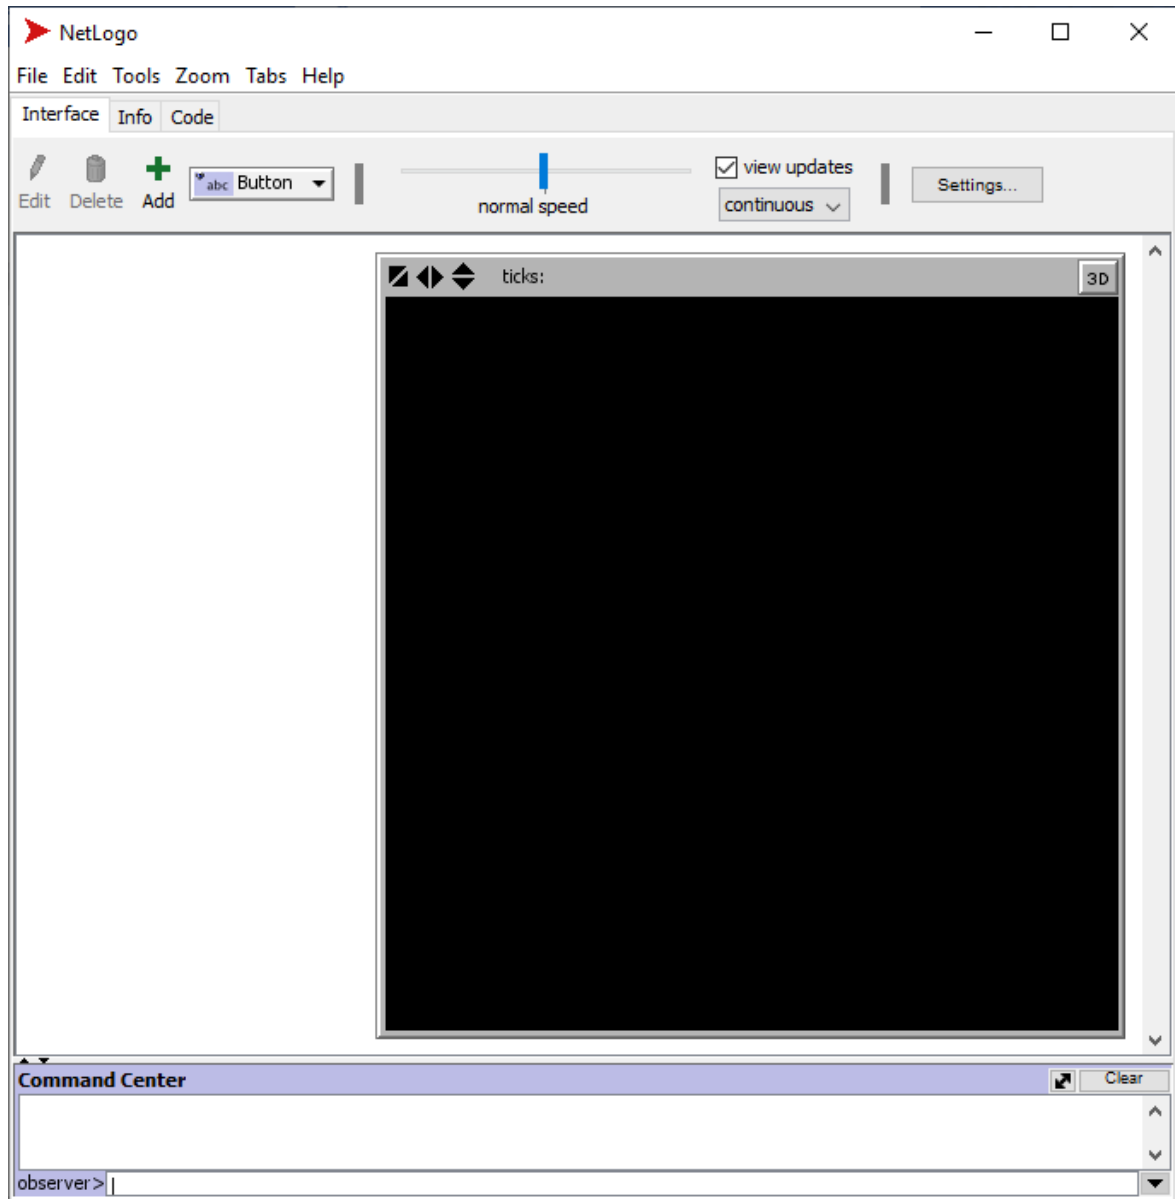 NetLogo
File Edit Tools Zoom Tabs Help
Interface Info Code
Edit Delete Add abc Button normal speed view updates continuous Settings...
ticks: 3D
Command Center Clear
observer>